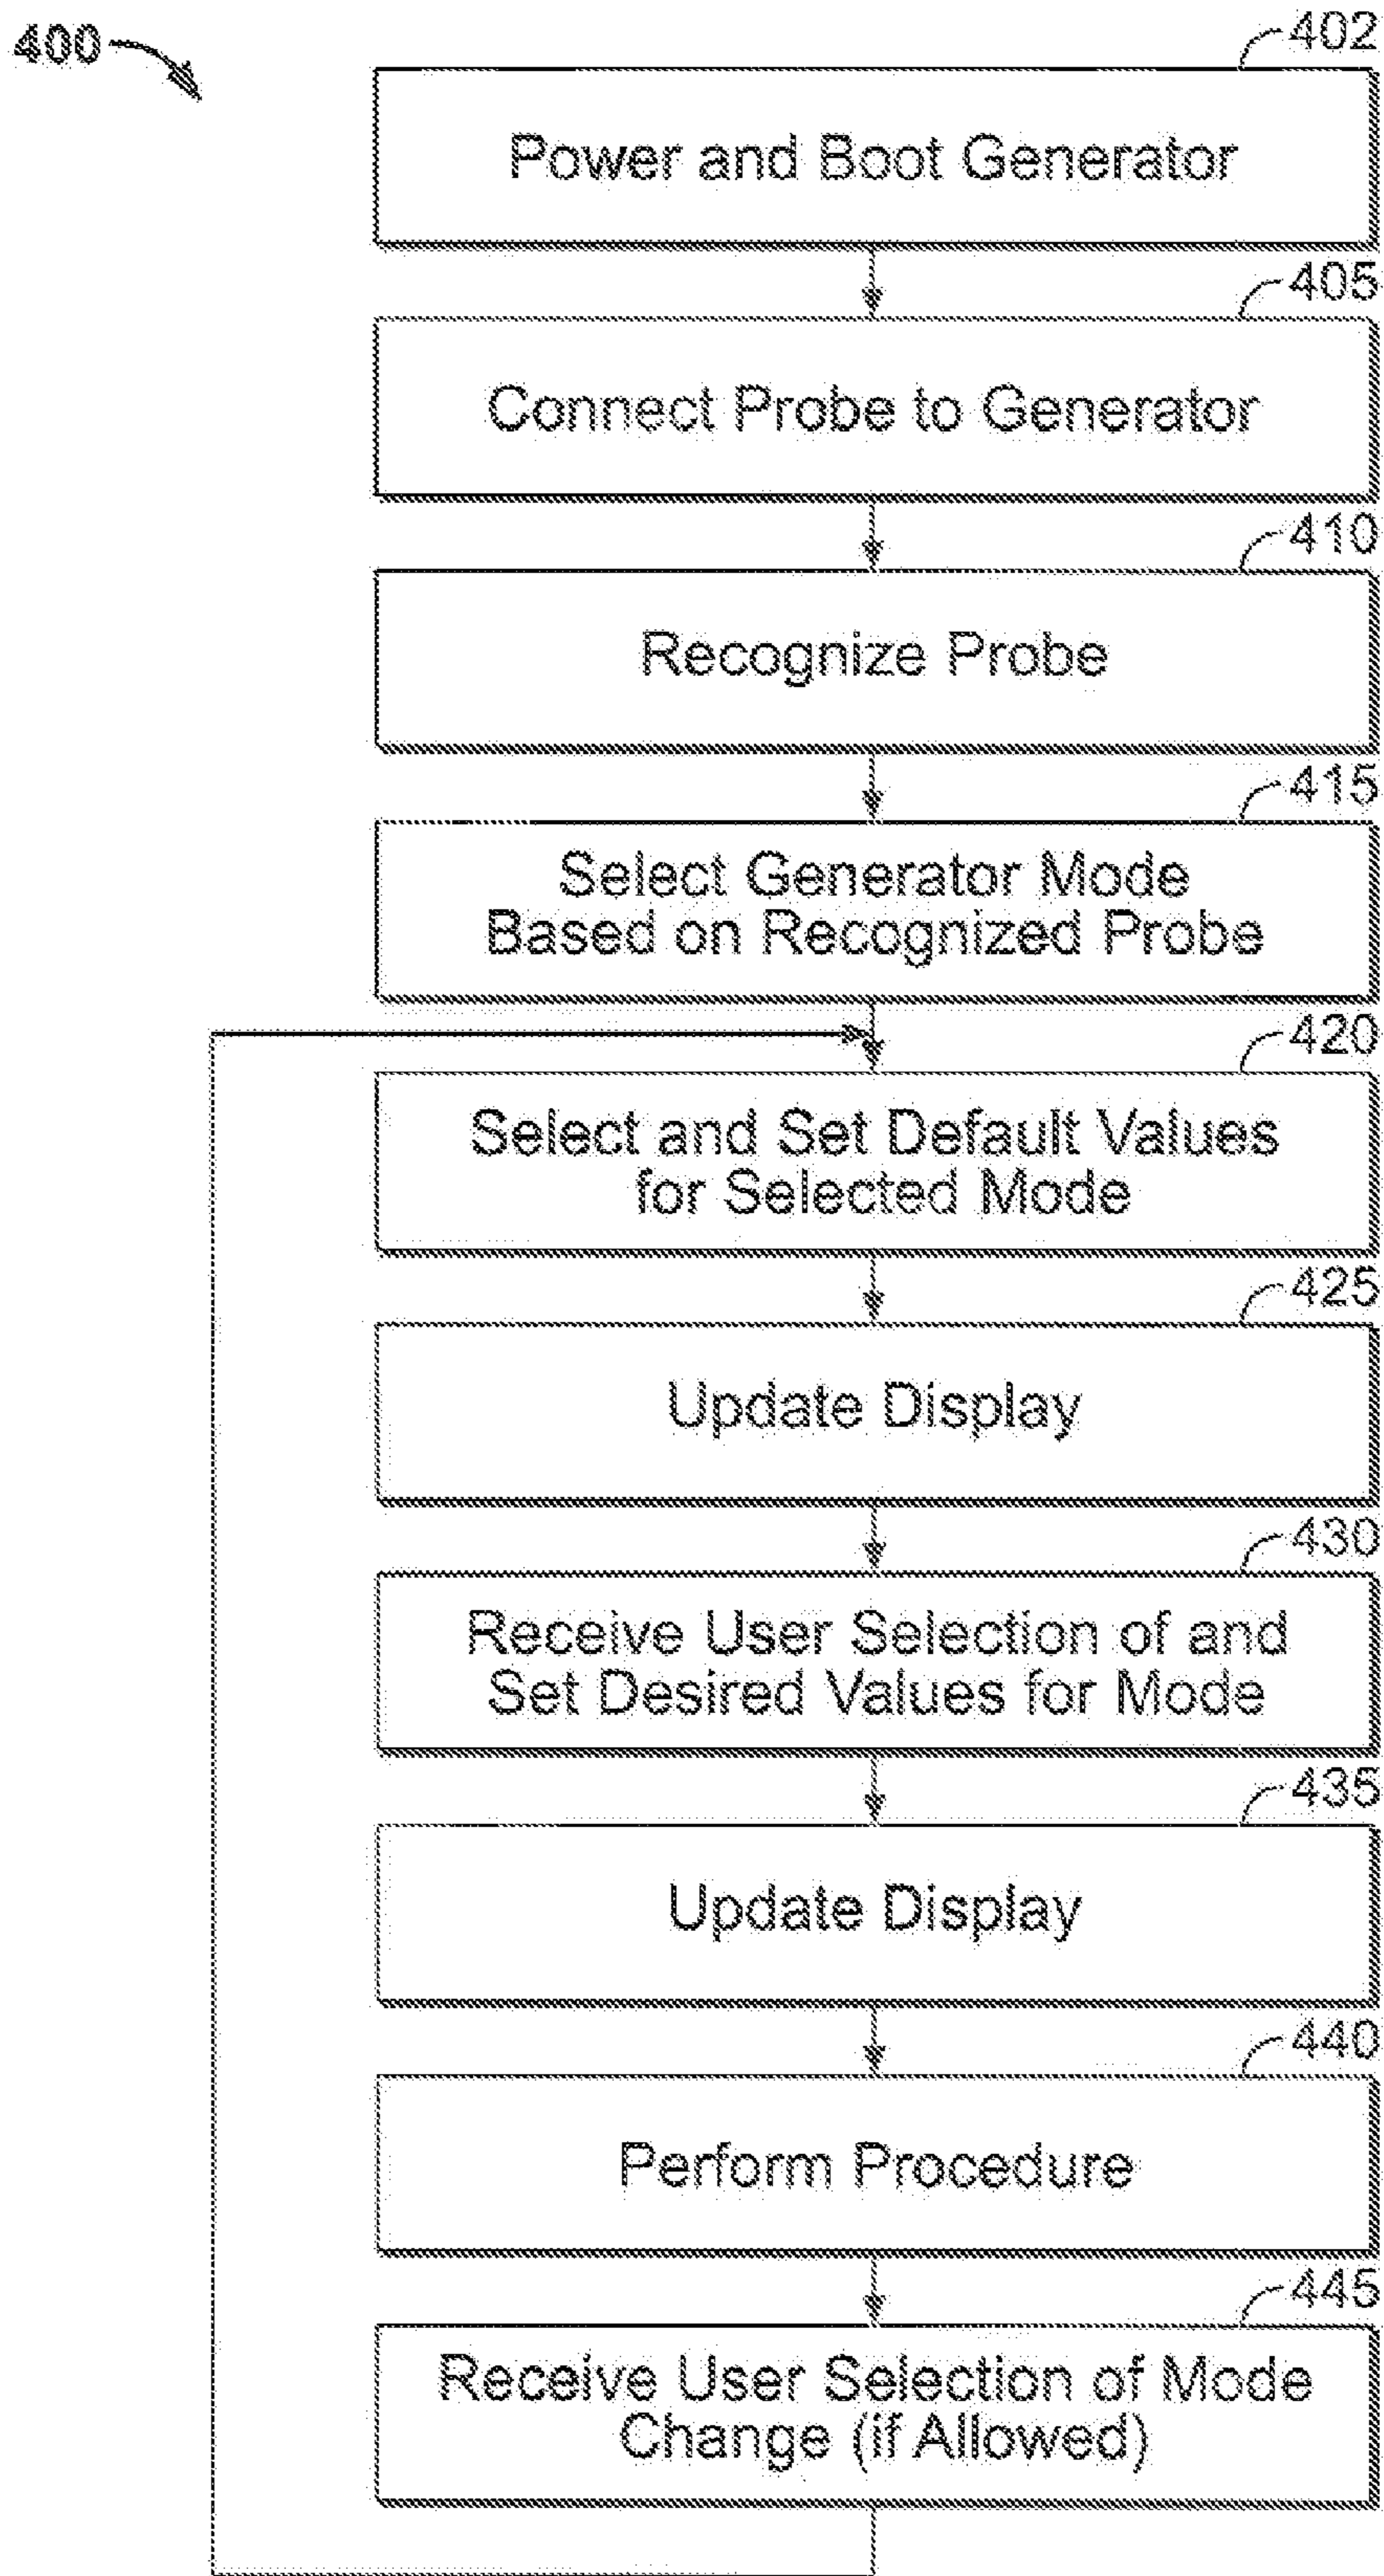 400
402
Power and Boot Generator
405
Connect Probe to Generator
410
Recognize Probe
415
Select Generator Mode
Based on Recognized Probe
420
Select and Set Default Values
for Selected Mode
425
Update Display
430
Receive User Selection of and
Set Desired Values for Mode
435
Update Display
440
Perform Procedure
445
Receive User Selection of Mode
Change (if Allowed)